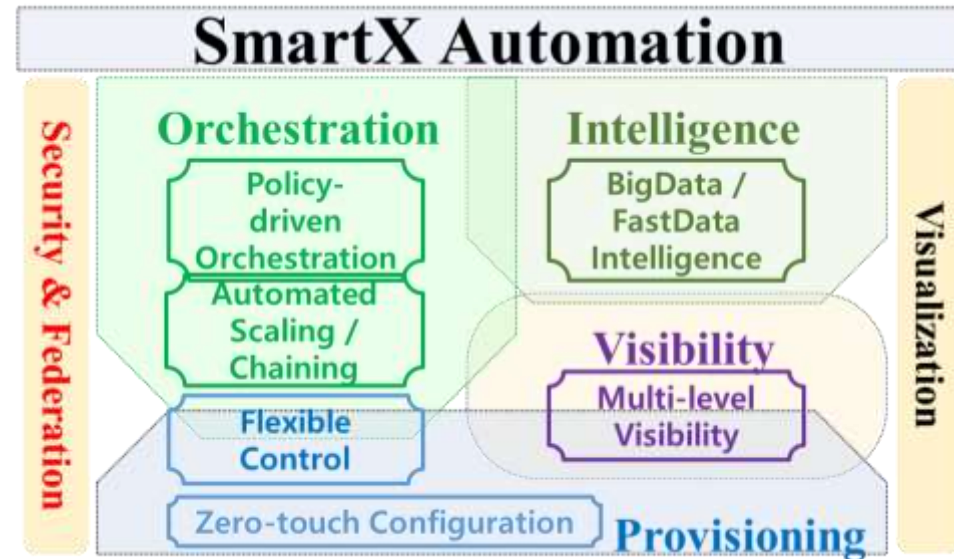 SmartX Automation
Security & Federation
Orchestration
Policy-
driven
Orchestration
Automated
Scaling /
Chaining
Flexible
Control
Zero-touch Configuration
Intelligence
BigData /
FastData
Intelligence
Visibility
Multi-level
Visibility
Provisioning
Visualization